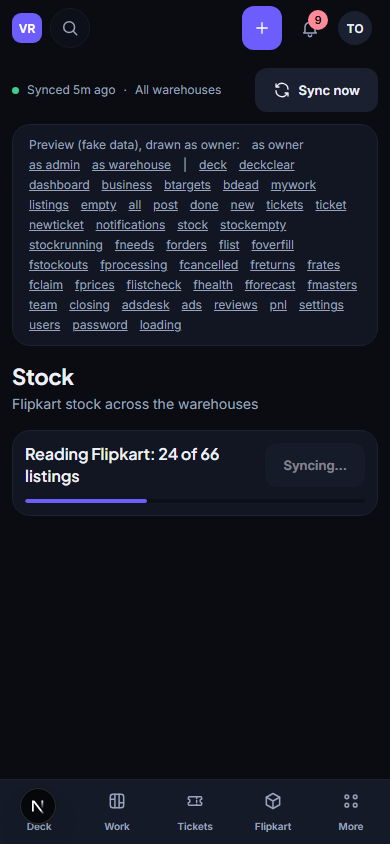 VR
9
TO
Synced 5m ago · All warehouses
Sync now
Preview (fake data), drawn as owner: as owner
as admin as warehouse | deck deckclear
dashboard business btargets bdead mywork
listings empty all post done new tickets ticket
newticket notifications stock stockempty
stockrunning fneeds forders flist foverfill
fstockouts fprocessing fcancelled freturns frates
fclaim fprices flistcheck fhealth fforecast fmasters
team closing adsdesk ads reviews pnl settings
users password loading
Stock
Flipkart stock across the warehouses
Reading Flipkart: 24 of 66
listings
Syncing...
N
Deck Work Tickets Flipkart More